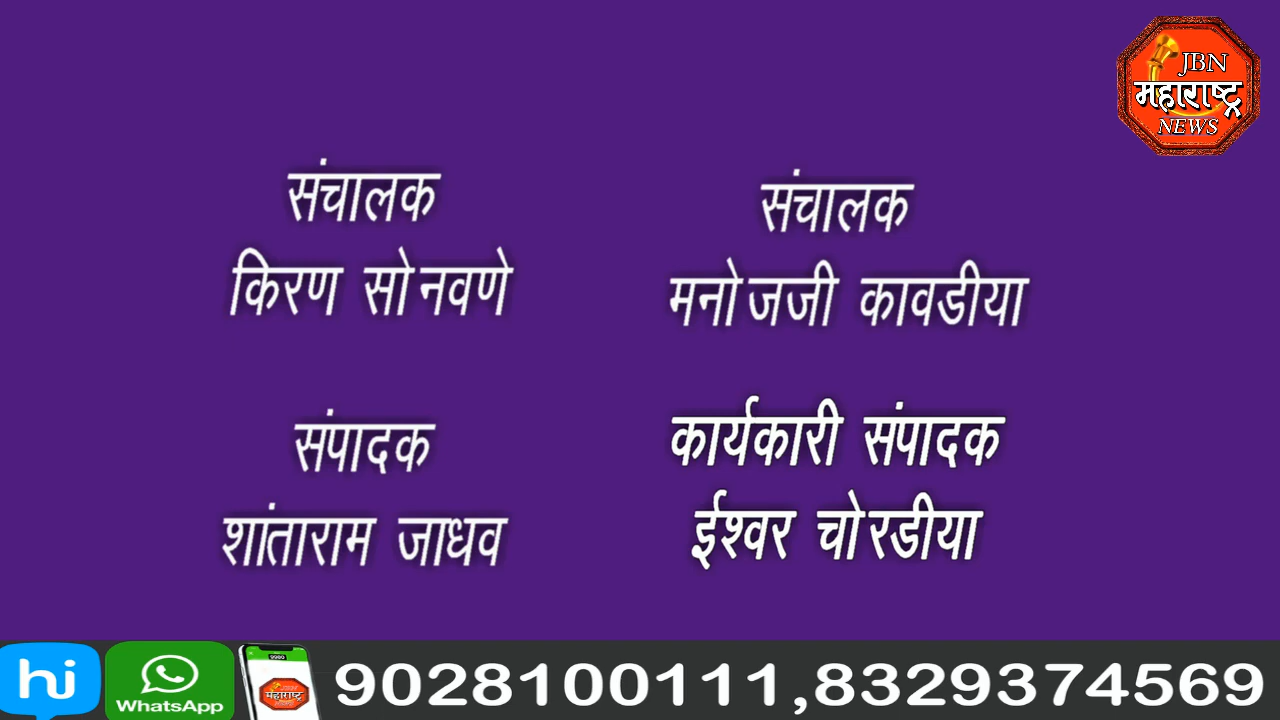 JBN
महाराष्ट्र
NEWS
संचालक
किरण सोनवणे
संचालक
मनोजजी कावडीया
संपादक
शांताराम जाधव
कार्यकारी संपादक
ईश्वर चोरडीया
hi
WhatsApp
महाराष्ट्र
9028100111,8329374569